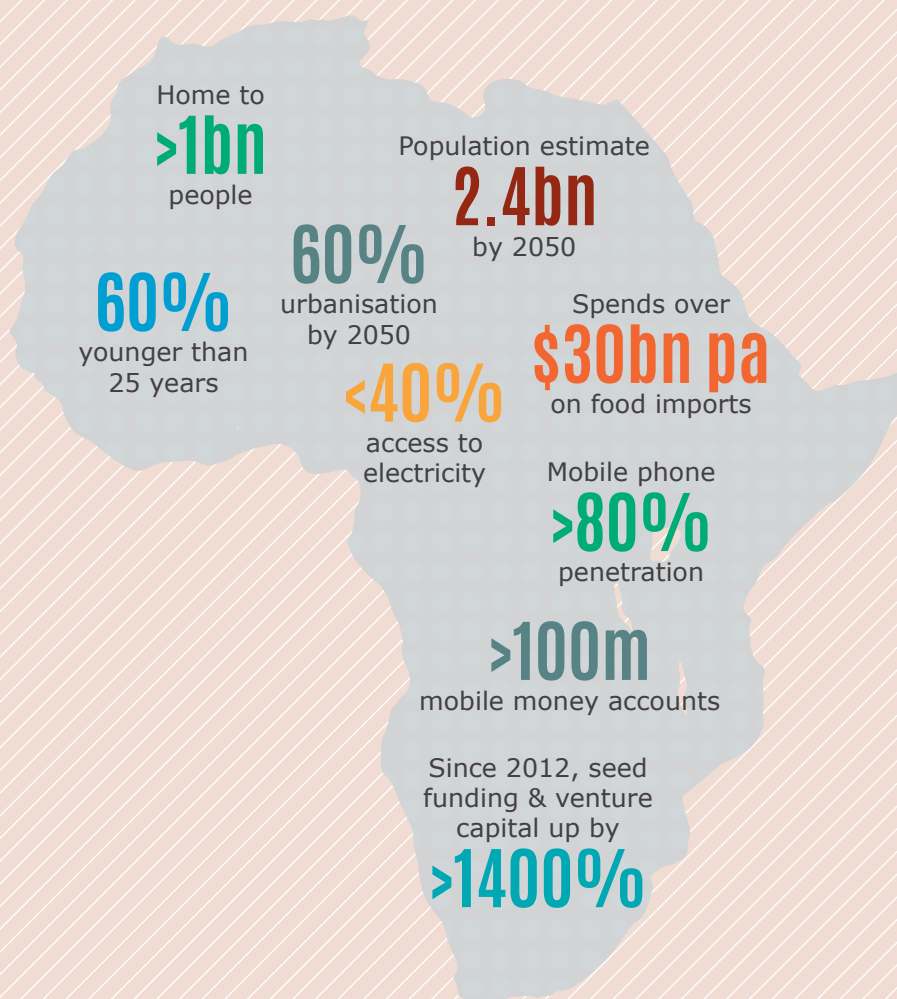 Home to
>1bn
people
Population estimate
2.4bn
by 2050
60%
urbanisation
by 2050
60%
younger than
25 years
Spends over
$30bn pa
on food imports
<40%
access to
electricity
Mobile phone
>80%
penetration
>100m
mobile money accounts
Since 2012, seed
funding & venture
capital up by
>1400%